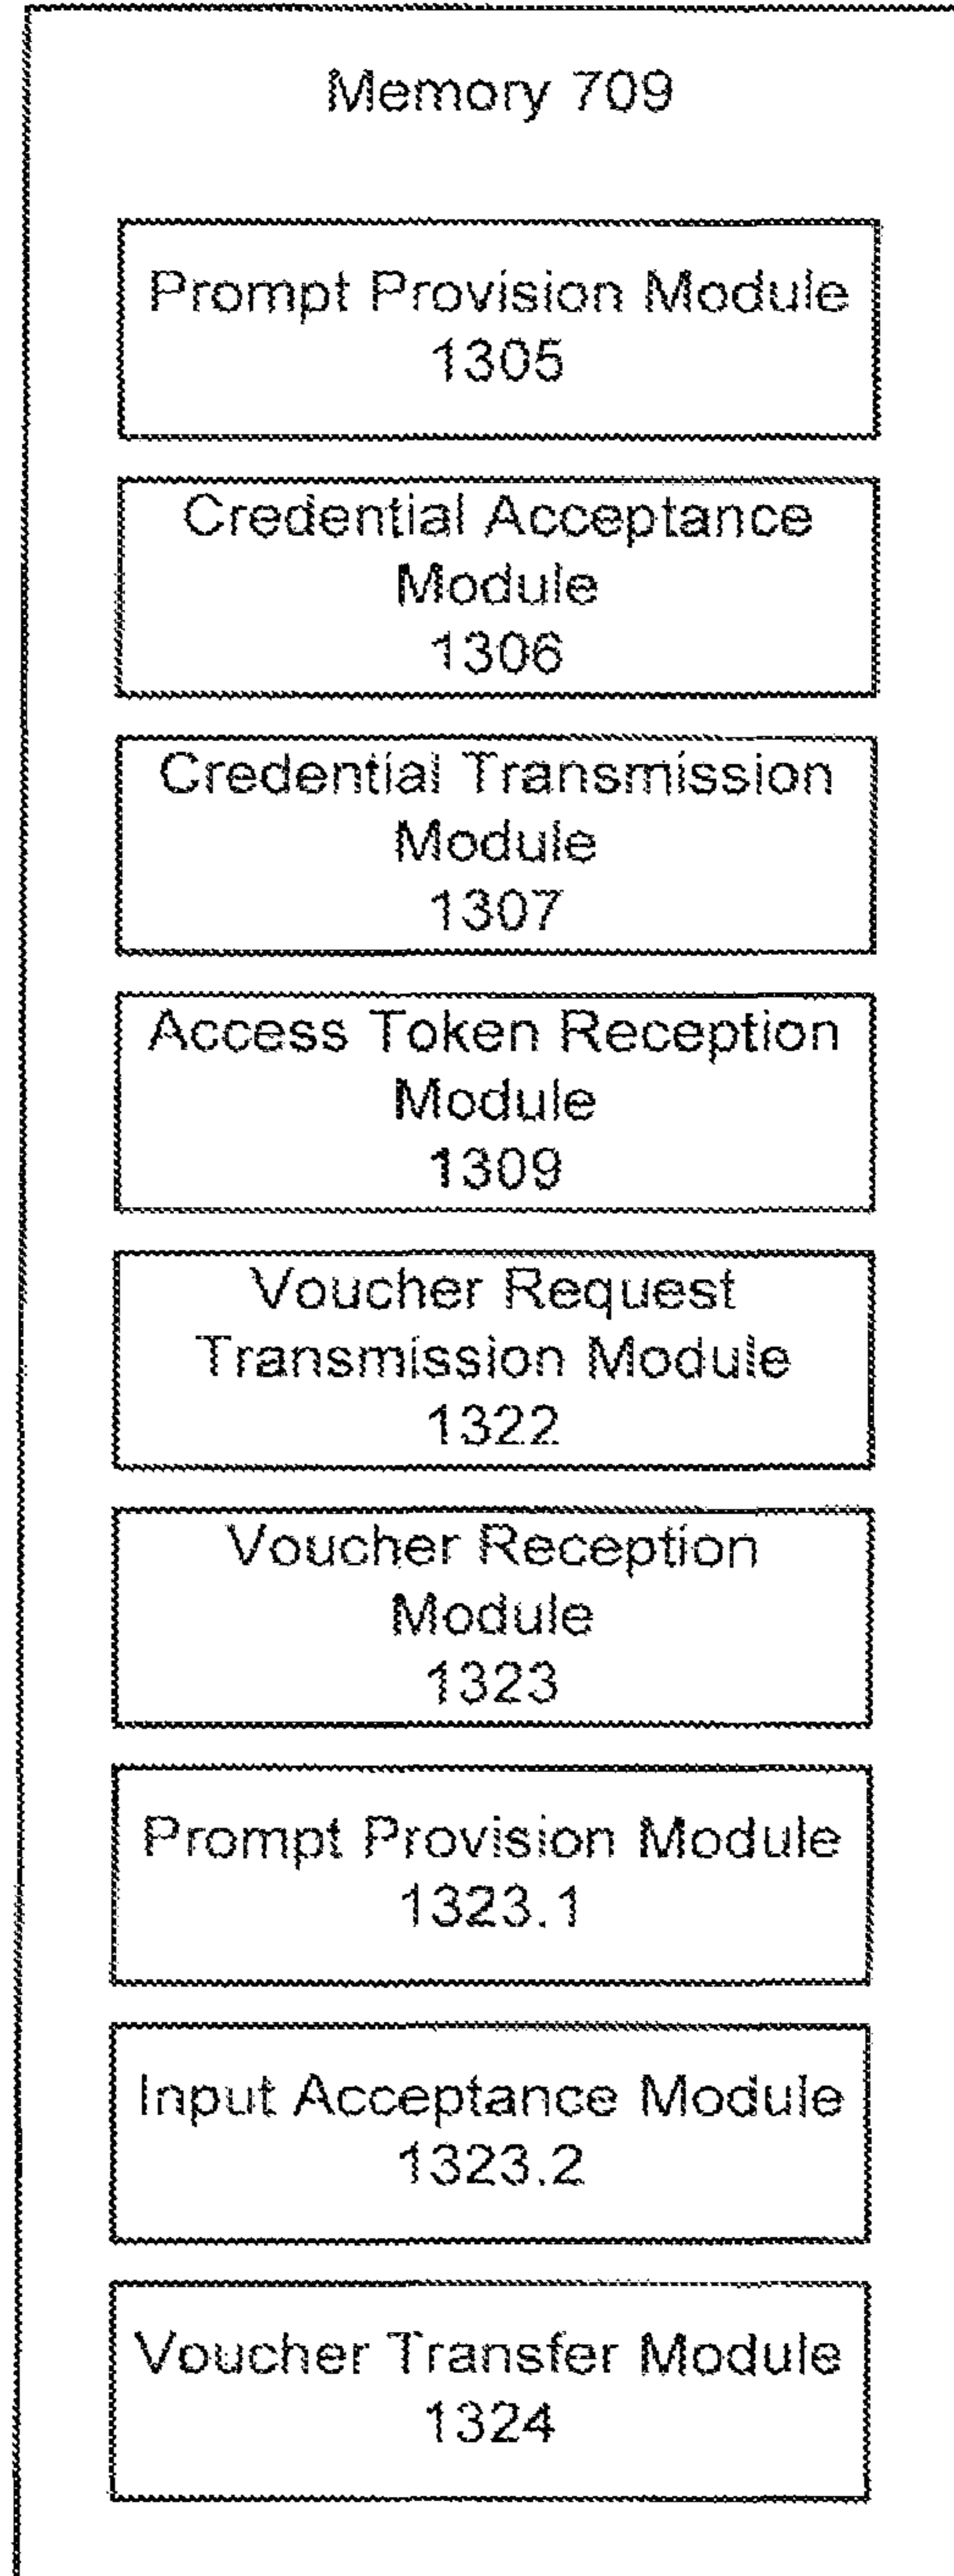 Memory 709
Prompt Provision Module
1305
Credential Acceptance
Module
1306
Credential Transmission
Module
1307
Access Token Reception
Module
1309
Voucher Request
Transmission Module
1322
Voucher Reception
Module
1323
Prompt Provision Module
1323.1
Input Acceptance Module
1323.2
Voucher Transfer Module
1324